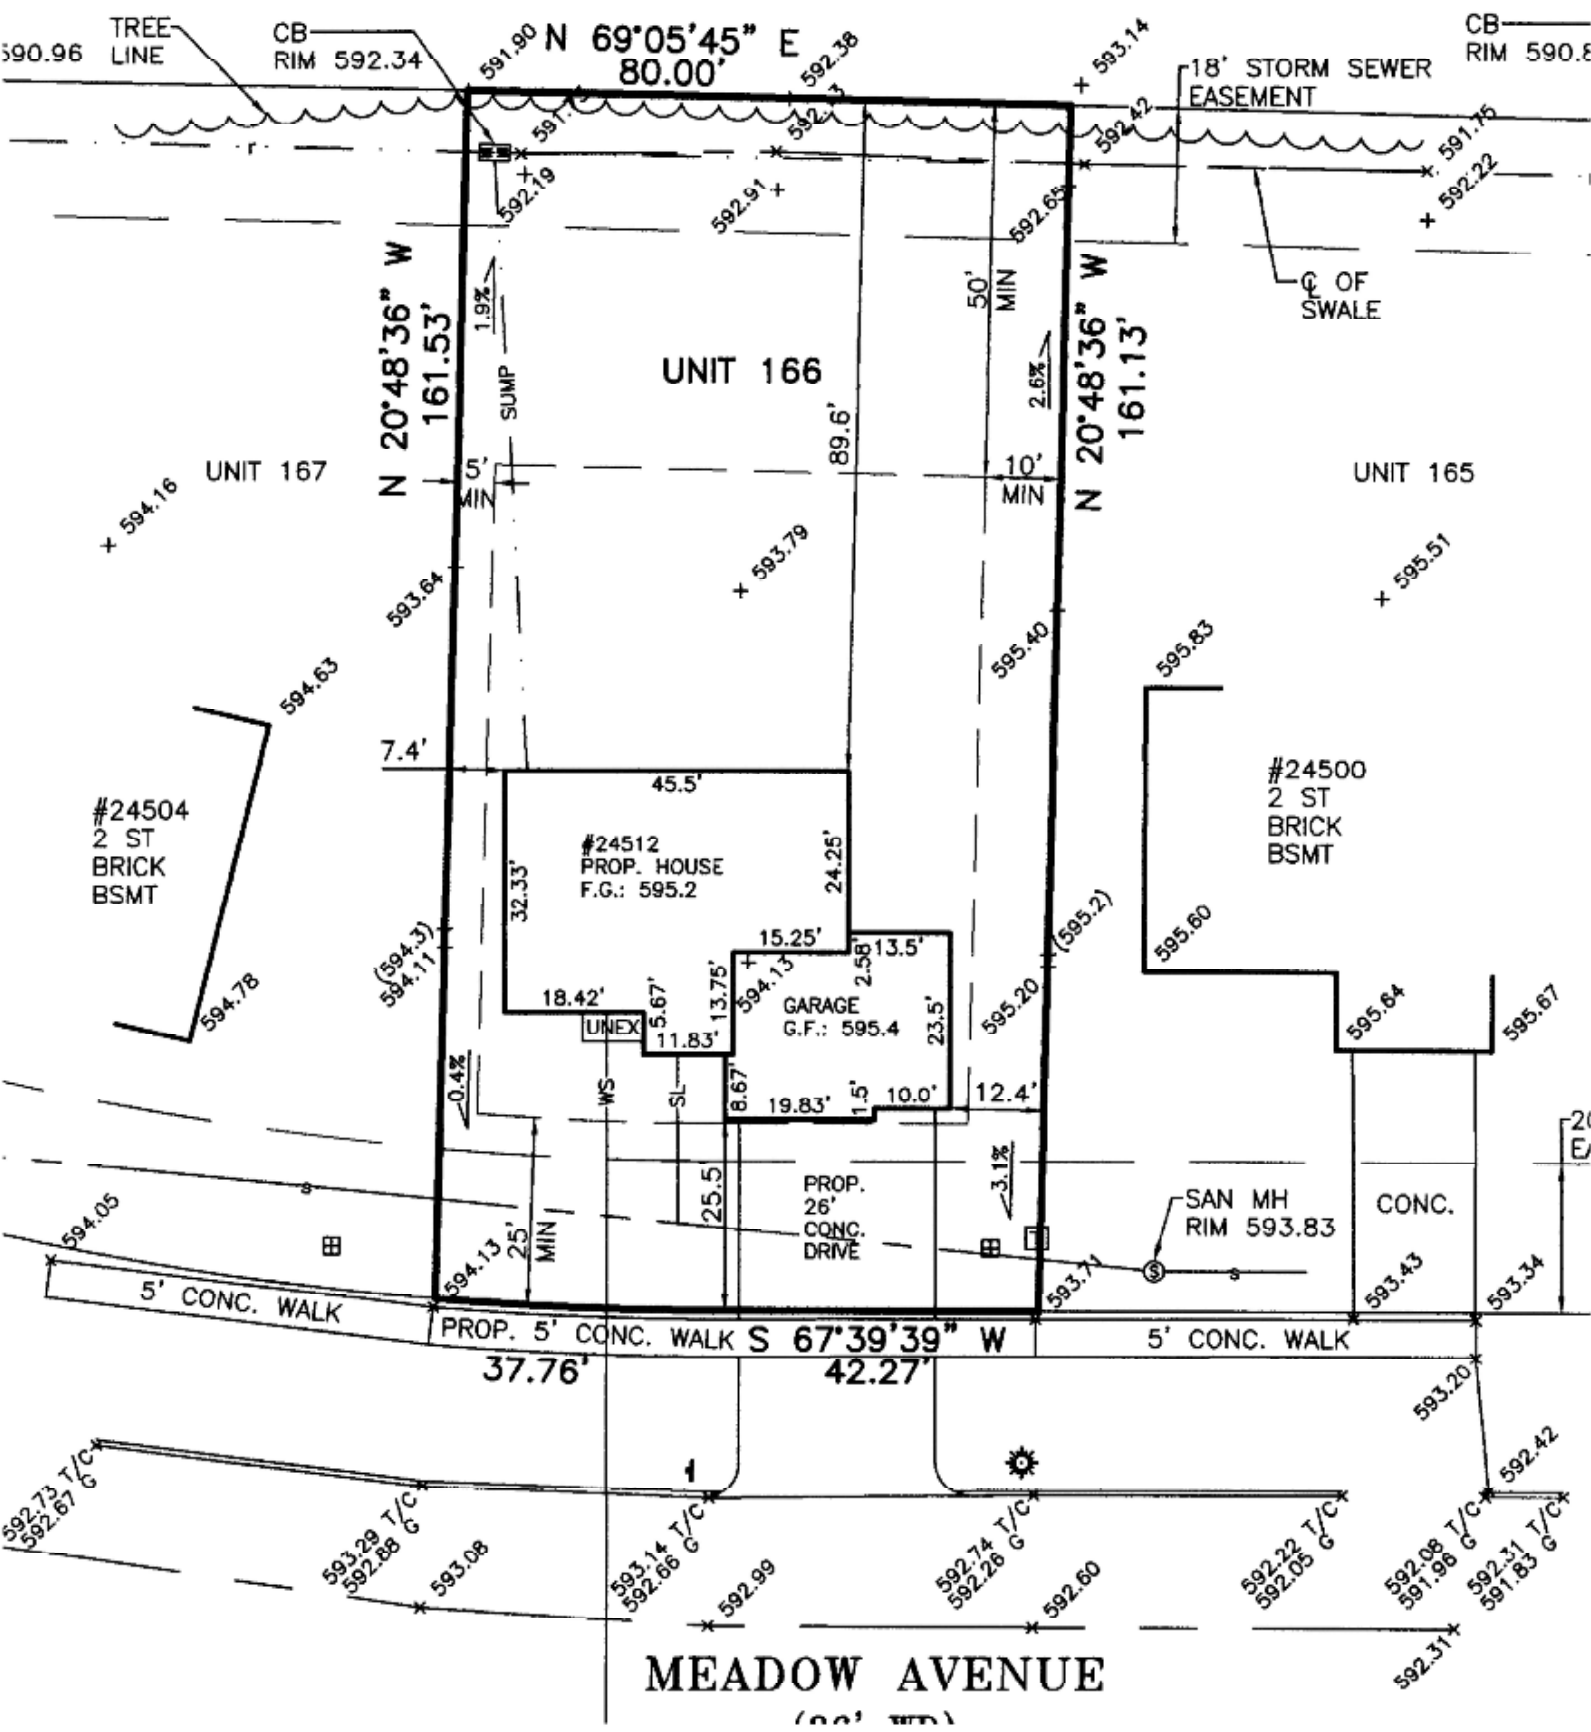 TREE
LINE
590.96
CB
RIM 592.34
591.90
N 69°05'45" E
80.00'
592.38
593.14
CB
18' STORM SEWER
EASEMENT
592.13
592.42
591.75
592.22
592.19
592.91
592.65
℄ OF
SWALE
N 20°48'36" W
161.53'
1.9%
SUMP
UNIT 166
50'
MIN
2.6%
N 20°48'36" W
161.13'
89.6'
UNIT 167
5'
MIN
10'
MIN
UNIT 165
594.16
593.64
593.79
595.40
595.51
594.63
595.83
7.4'
45.5'
#24504
2 ST
BRICK
BSMT
#24512
PROP. HOUSE
F.G.: 595.2
32.33'
24.25'
#24500
2 ST
BRICK
BSMT
(594.3)
594.11
15.25'
13.5'
2.58'
(595.2)
595.20
595.60
594.78
18.42'
5.67'
13.75'
594.13
GARAGE
G.F.: 595.4
23.5'
595.64
595.67
UNEX
11.83'
0.4%
WS
SL
8.67'
19.83'
1.5'
10.0'
12.4'
3.1%
25'
MIN
25.5
PROP.
26'
CONC.
DRIVE
SAN MH
RIM 593.83
CONC.
S
S
S
T
594.05
594.13
593.71
593.43
593.34
5' CONC. WALK
PROP. 5' CONC. WALK
S 67°39'39" W
5' CONC. WALK
37.76'
42.27'
593.20
592.42
592.73 T/C
592.67 G
593.29 T/C
592.88 G
593.08
593.14 T/C
592.66 G
592.99
592.74 T/C
592.26 G
592.60
592.22 T/C
592.05 G
592.08 T/C
591.96 G
592.31 T/C
591.83 G
592.31
MEADOW AVENUE